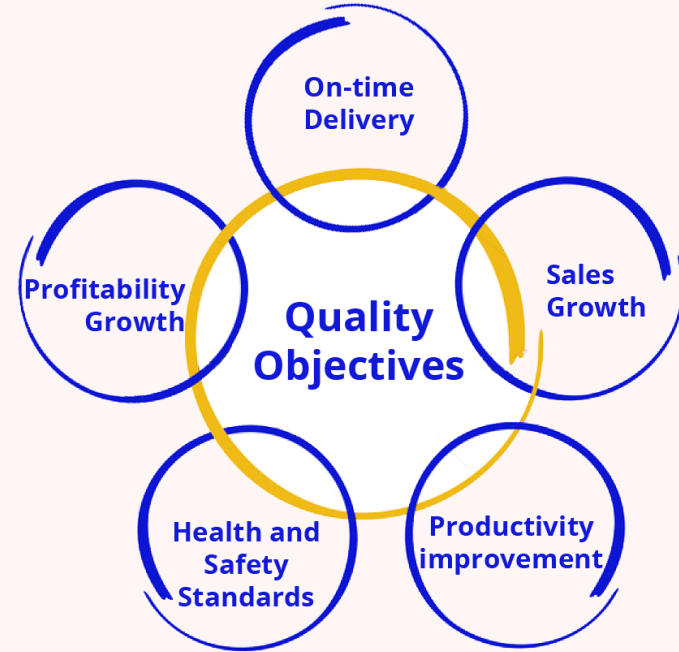 On-time
Delivery
Sales
Growth
Profitability
Growth
Quality
Objectives
Health and
Safety
Standards
Productivity
improvement